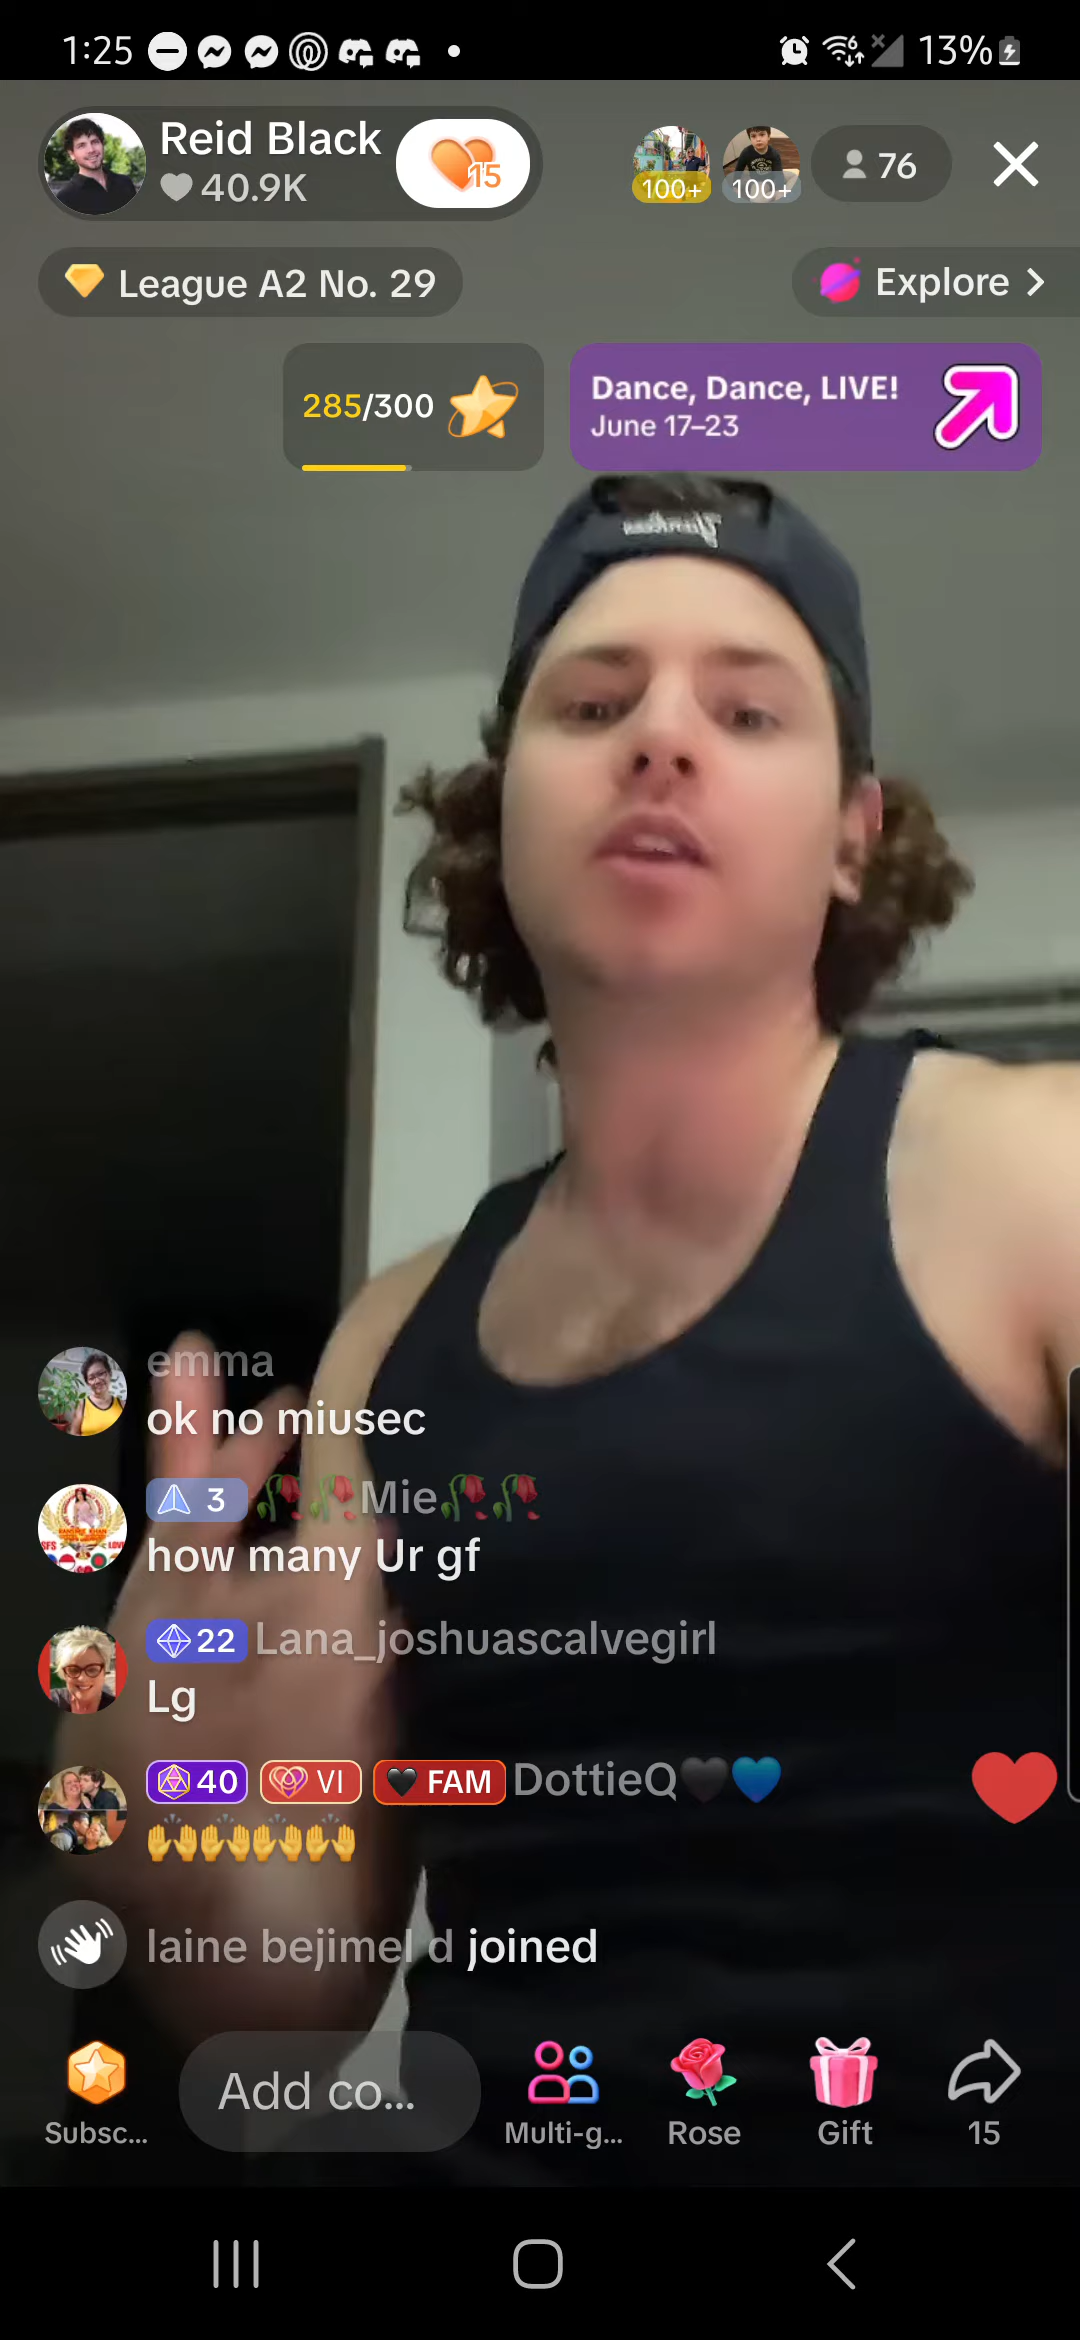 1:25
13%
Reid Black
40.9K
15
100+
100+
76
League A2 No. 29
Explore
285/300
Dance, Dance, LIVE!
June 17–23
emma
ok no miusec
3 Mie
how many Ur gf
22 Lana_joshuascalvegirl
Lg
40 VI FAM DottieQ
laine bejimel d joined
Subsc...
Add co...
Multi-g...
Rose
Gift
15